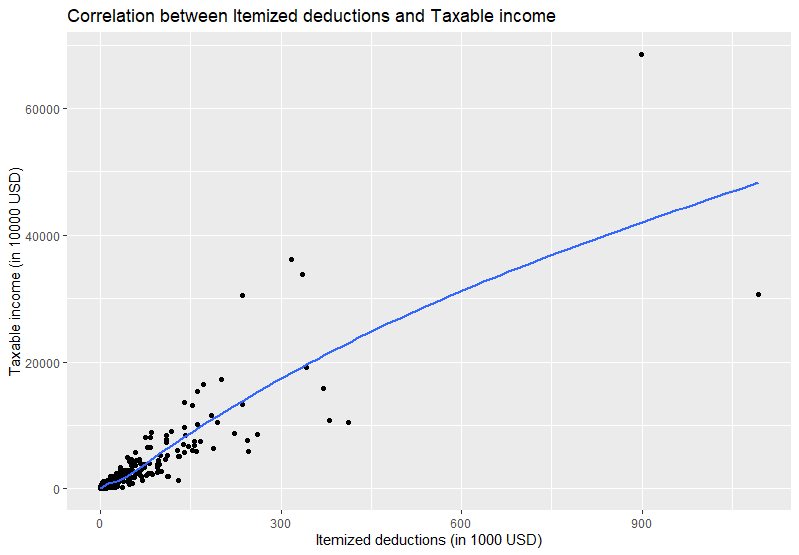 Correlation between Itemized deductions and Taxable income
Taxable income (in 10000 USD)
60000
40000
20000
0
0
300
600
900
Itemized deductions (in 1000 USD)